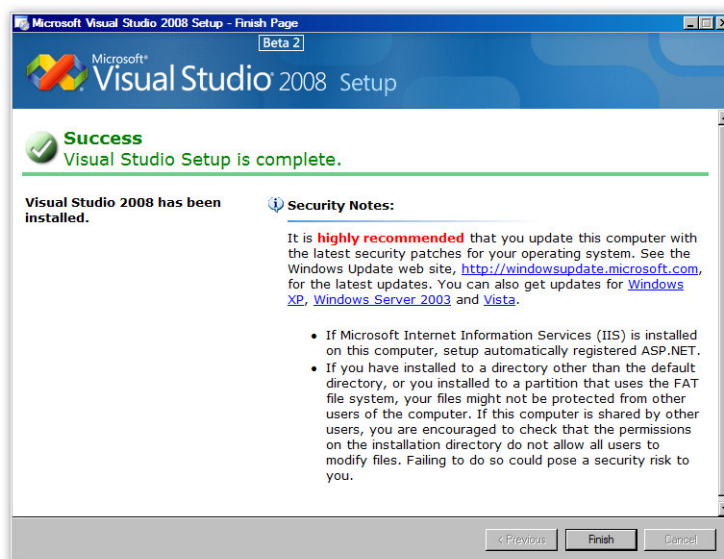 Microsoft Visual Studio 2008 Setup - Finish Page
Beta 2
Microsoft®
Visual Studio® 2008 Setup
Success
Visual Studio Setup is complete.
Visual Studio 2008 has been
installed.
Security Notes:
It is highly recommended that you update this computer with
the latest security patches for your operating system. See the
Windows Update web site, http://windowsupdate.microsoft.com,
for the latest updates. You can also get updates for Windows
XP, Windows Server 2003 and Vista.
• If Microsoft Internet Information Services (IIS) is installed
on this computer, setup automatically registered ASP.NET.
• If you have installed to a directory other than the default
directory, or you installed to a partition that uses the FAT
file system, your files might not be protected from other
users of the computer. If this computer is shared by other
users, you are encouraged to check that the permissions
on the installation directory do not allow all users to
modify files. Failing to do so could pose a security risk to
you.
< Previous
Finish
Cancel